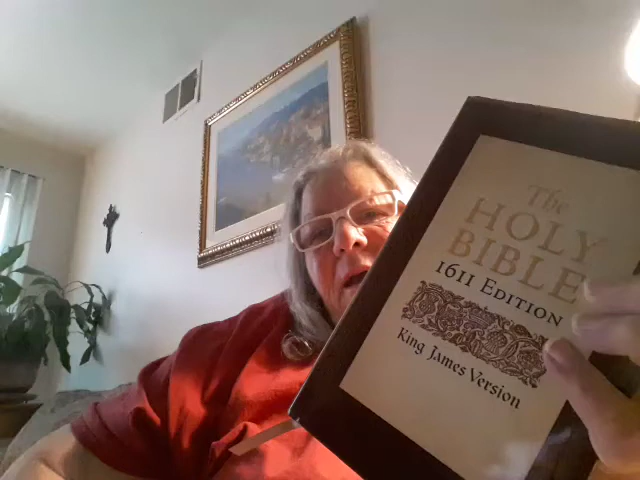 The
HOLY
BIBLE
1611 EDITION
King James Version